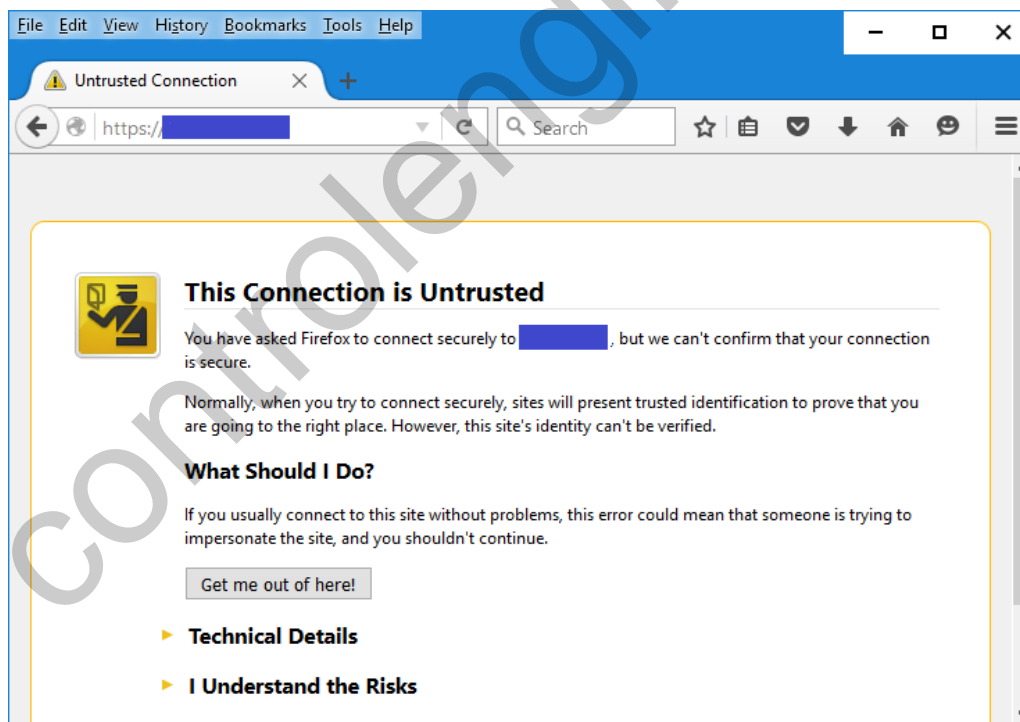 File Edit View History Bookmarks Tools Help
Untrusted Connection
https://
Search
This Connection is Untrusted
You have asked Firefox to connect securely to , but we can't confirm that your connection
is secure.
Normally, when you try to connect securely, sites will present trusted identification to prove that you
are going to the right place. However, this site's identity can't be verified.
What Should I Do?
If you usually connect to this site without problems, this error could mean that someone is trying to
impersonate the site, and you shouldn't continue.
Get me out of here!
Technical Details
I Understand the Risks